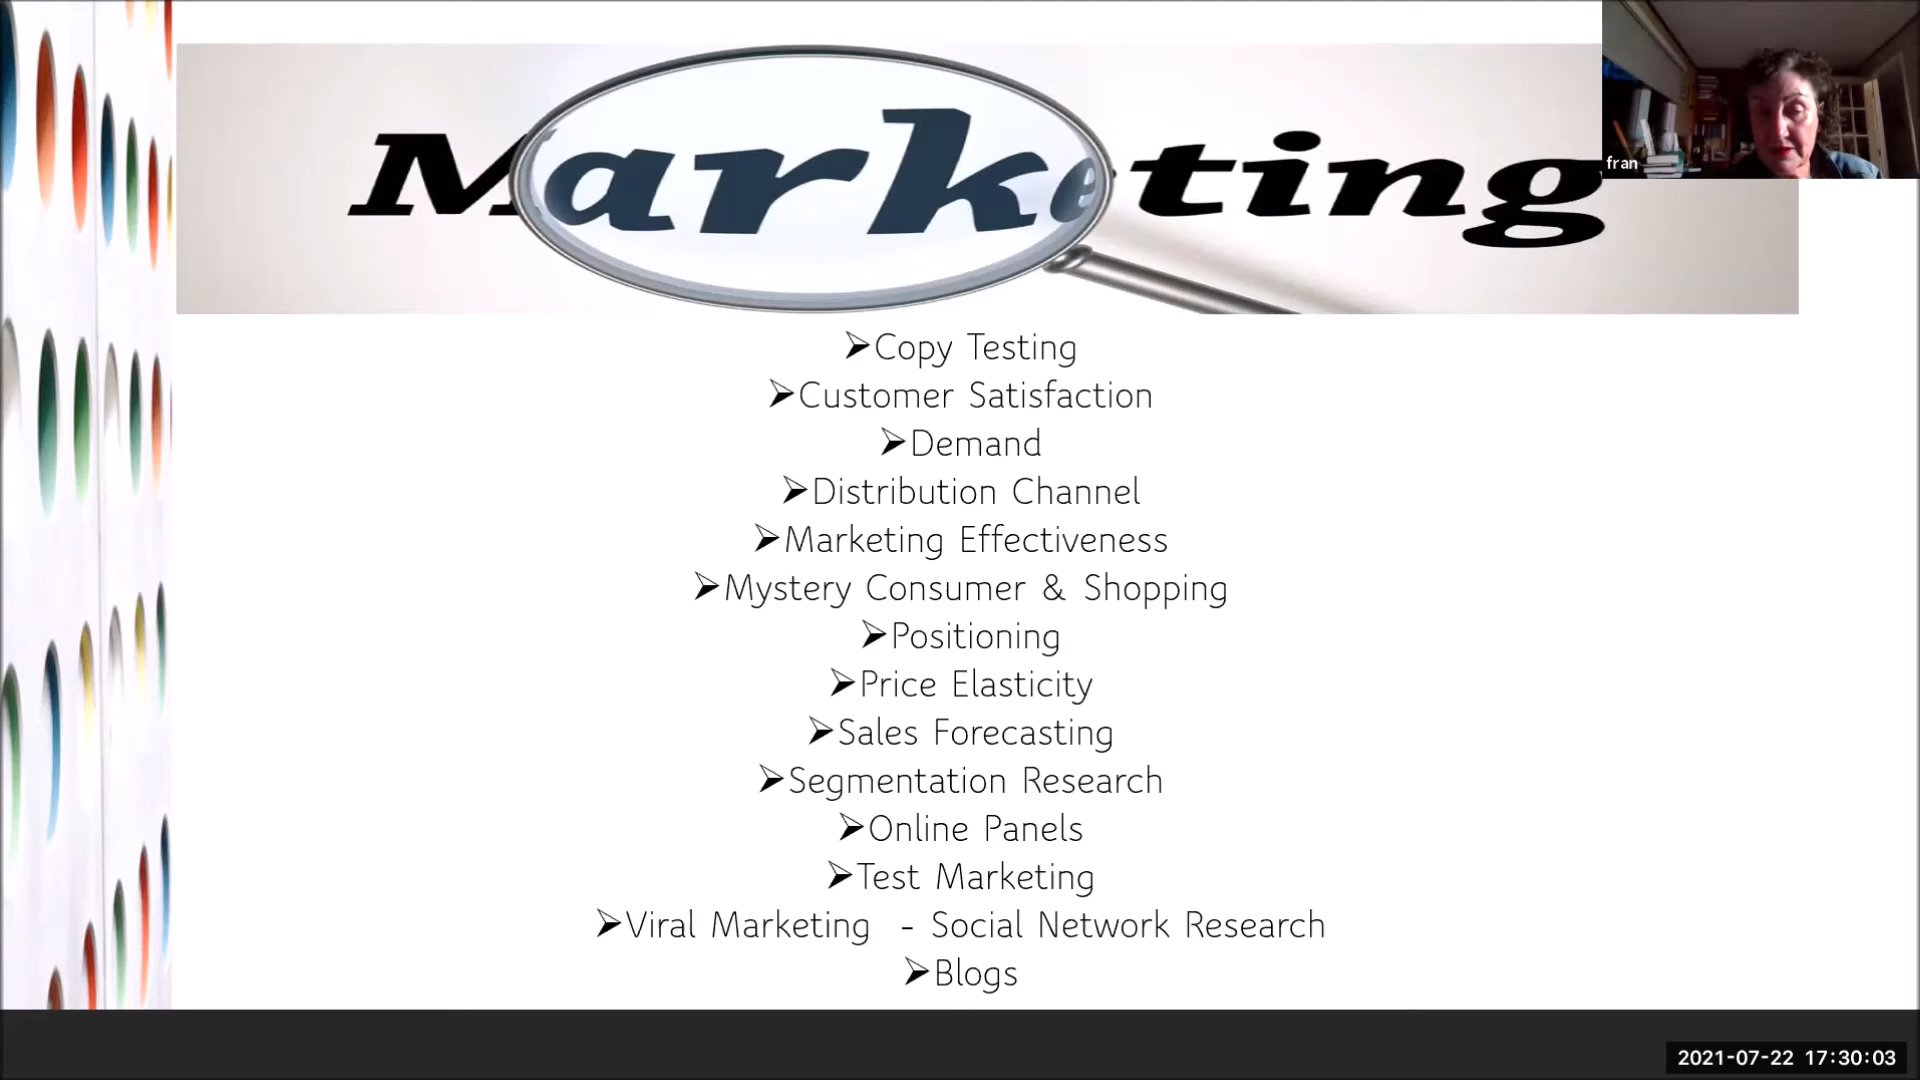 Marketing
fran
➢Copy Testing
➢Customer Satisfaction
➢Demand
➢Distribution Channel
➢Marketing Effectiveness
➢Mystery Consumer & Shopping
➢Positioning
➢Price Elasticity
➢Sales Forecasting
➢Segmentation Research
➢Online Panels
➢Test Marketing
➢Viral Marketing - Social Network Research
➢Blogs
2021-07-22 17:30:03